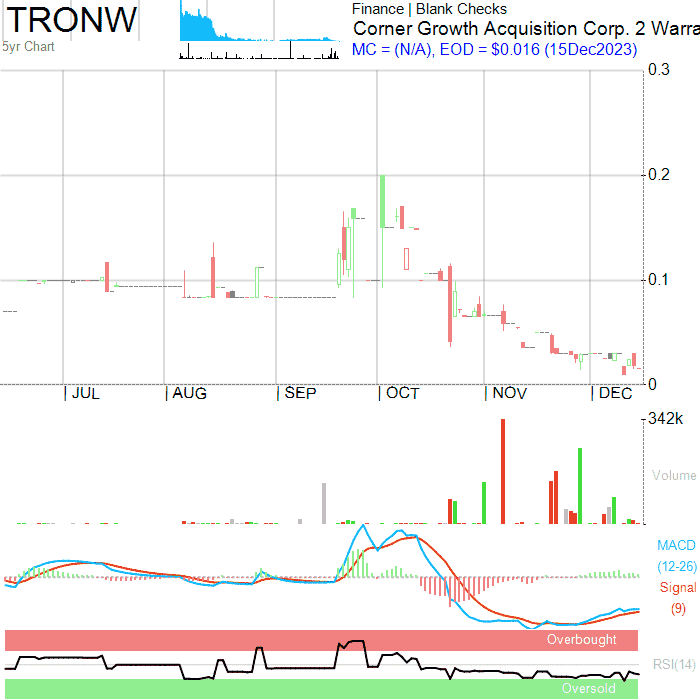 TRONW
5yr Chart
Finance | Blank Checks
Corner Growth Acquisition Corp. 2 Warra
MC = (N/A), EOD = $0.016 (15Dec2023)
0.3
0.2
0.1
0
JUL AUG SEP OCT NOV DEC
342k
Volume
MACD
(12-26)
Signal
(9)
Overbought
RSI(14)
Oversold